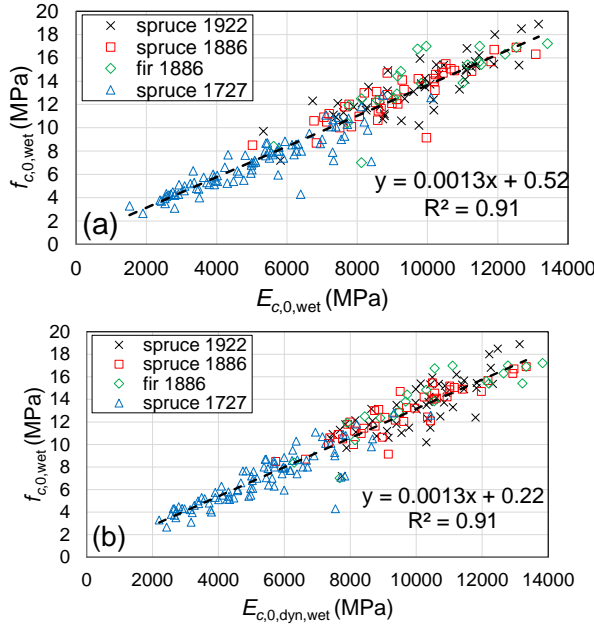 20
18
16
14
12
10
8
6
4
2
0
f c,0,wet (MPa)
spruce 1922
spruce 1886
fir 1886
spruce 1727
y = 0.0013x + 0.52
R² = 0.91
(a)
0 2000 4000 6000 8000 10000 12000 14000
E c,0,wet (MPa)
20
18
16
14
12
10
8
6
4
2
0
f c,0,wet (MPa)
spruce 1922
spruce 1886
fir 1886
spruce 1727
y = 0.0013x + 0.22
R² = 0.91
(b)
0 2000 4000 6000 8000 10000 12000 14000
E c,0,dyn,wet (MPa)